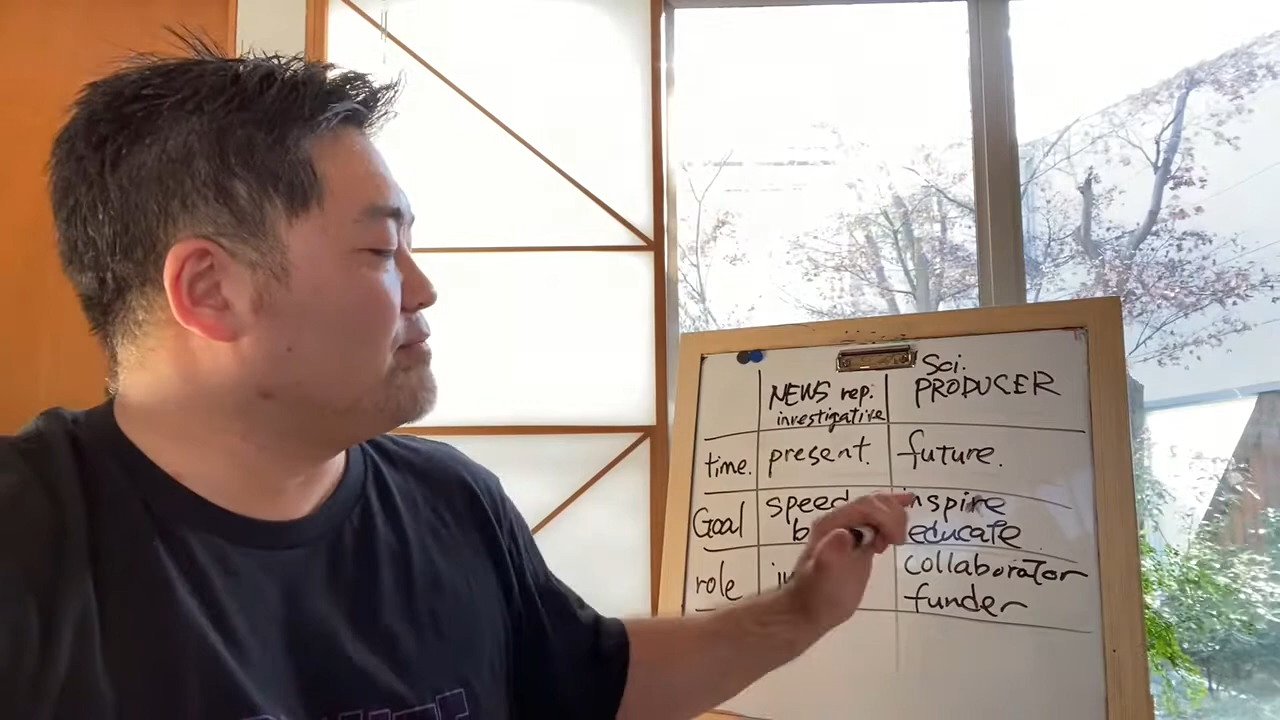 Sci.
NEWS rep. PRODUCER
investigative
time. present. future.
Goal speed inspire
educate
role collaborator
funder